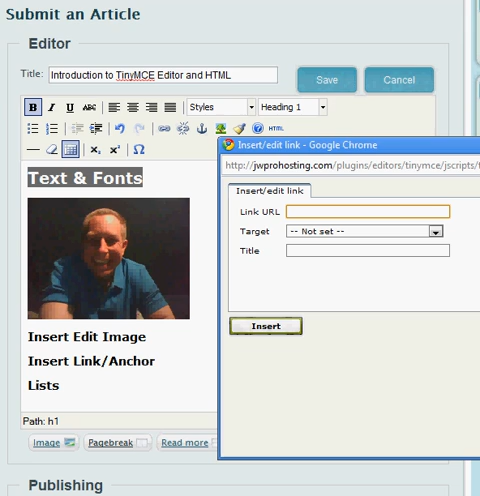 Submit an Article
Editor
Title: Introduction to TinyMCE Editor and HTML
Save Cancel
B I U ABC Styles Heading 1
HTML
Insert/edit link - Google Chrome
http://jwprohosting.com/plugins/editors/tinymce/jscripts/
Insert/edit link
Link URL
Target -- Not set --
Title
Insert
Text & Fonts
Insert Edit Image
Insert Link/Anchor
Lists
Path: h1
Image Pagebreak Read more
Publishing